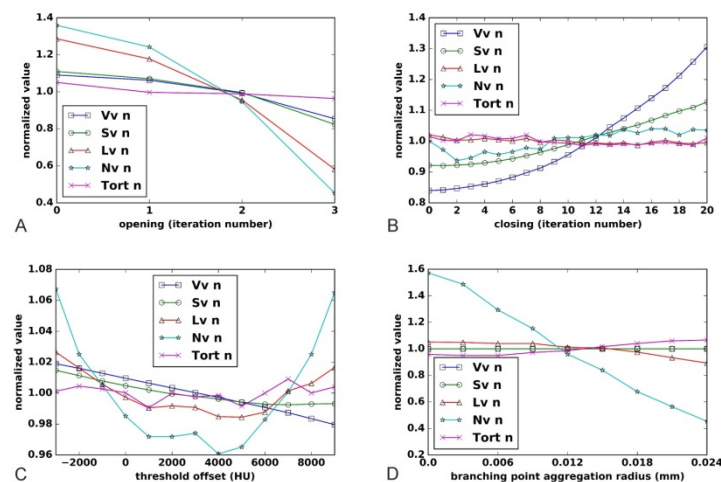 1.4
1.2
1.0
0.8
0.6
0.4
normalized value
Vv n
Sv n
Lv n
Nv n
Tort n
0 1 2 3
A opening (iteration number)
1.4
1.3
1.2
1.1
1.0
0.9
0.8
normalized value
Vv n
Sv n
Lv n
Nv n
Tort n
0 2 4 6 8 10 12 14 16 18 20
B closing (iteration number)
1.08
1.06
1.04
1.02
1.00
0.98
0.96
normalized value
Vv n
Sv n
Lv n
Nv n
Tort n
−2000 0 2000 4000 6000 8000
C threshold offset (HU)
1.6
1.4
1.2
1.0
0.8
0.6
0.4
0.2
normalized value
Vv n
Sv n
Lv n
Nv n
Tort n
0.0 0.006 0.012 0.018 0.024
D branching point aggregation radius (mm)